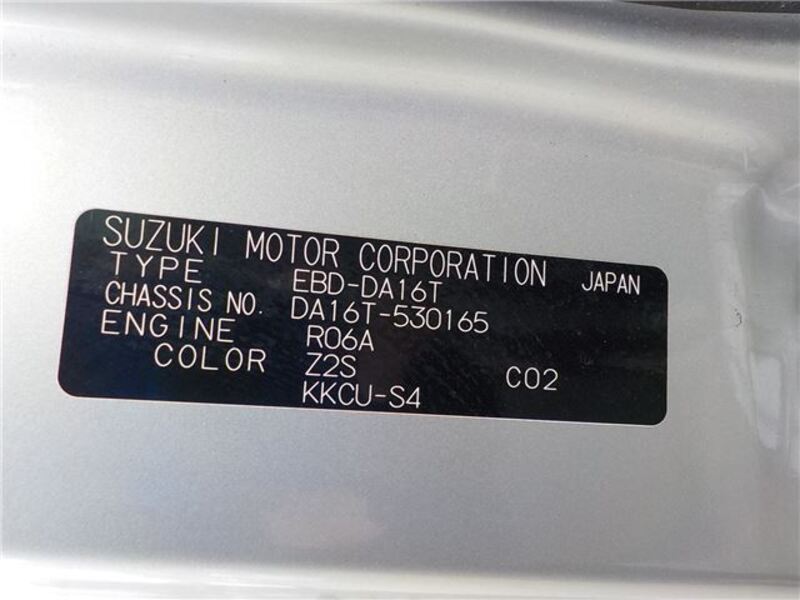 SUZUKI MOTOR CORPORATION JAPAN
TYPE EBD-DA16T
CHASSIS NO. DA16T-530165
ENGINE R06A
COLOR Z2S C02
KKCU-S4